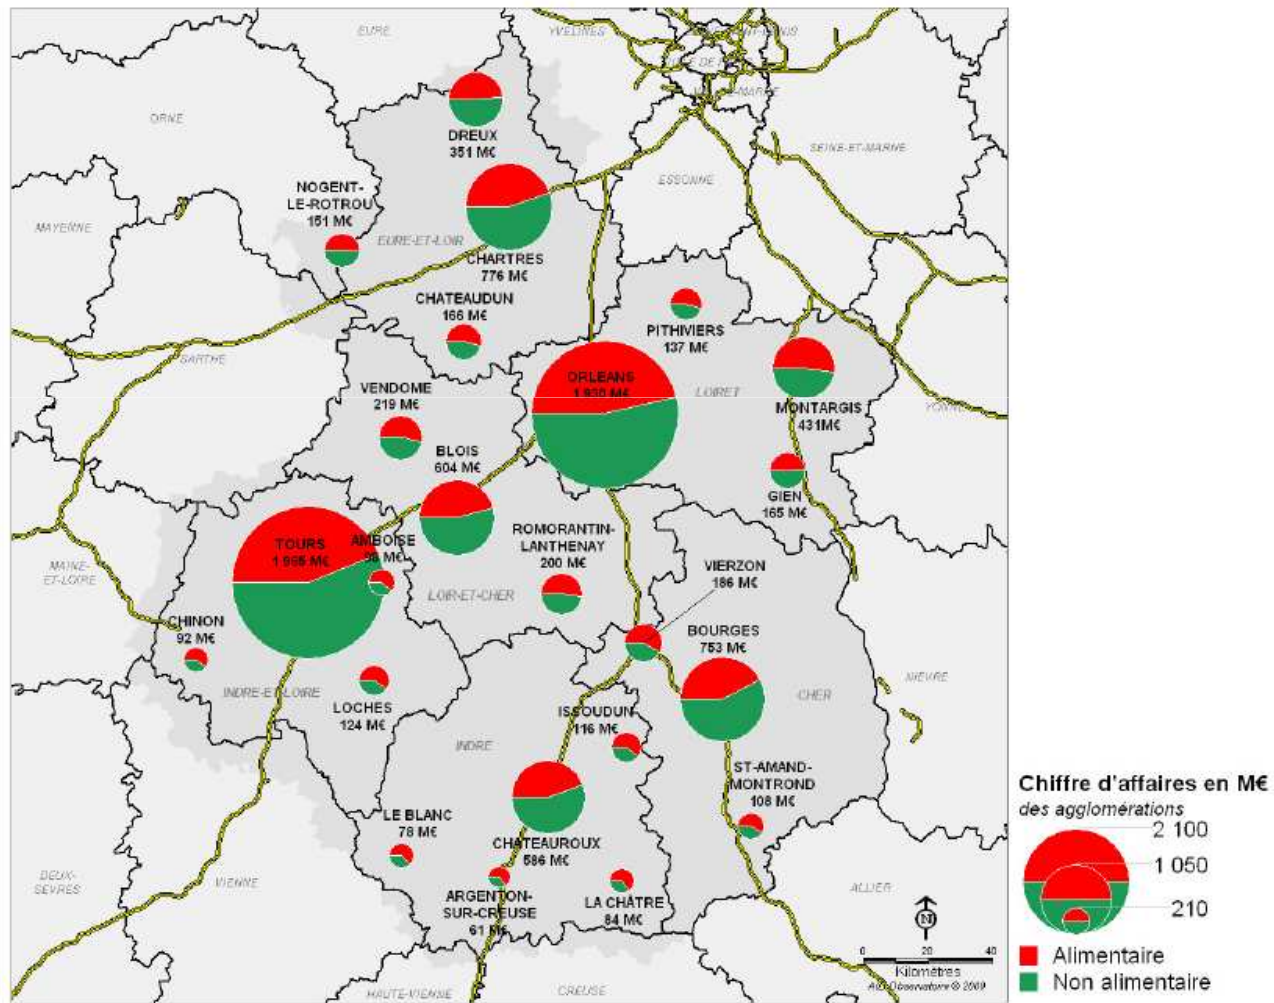 EURE
YVELINES
ORNE
DREUX
351 M€
SEINE-ET-MARNE
ESSONNE
NOGENT-
LE-ROTROU
151 M€
MAYENNE
EURE-ET-LOIR
CHARTRES
776 M€
CHATEAUDUN
166 M€
PITHIVIERS
137 M€
SARTHE
ORLEANS
1 930 M€
LOIRET
VENDOME
219 M€
MONTARGIS
431M€
YONNE
BLOIS
604 M€
GIEN
165 M€
ROMORANTIN-
LANTHENAY
200 M€
TOURS
1 965 M€
AMBOISE
98 M€
VIERZON
186 M€
MAINE-
ET-LOIRE
LOIR-ET-CHER
CHINON
92 M€
BOURGES
753 M€
INDRE-ET-LOIRE
LOCHES
124 M€
CHER
NIEVRE
ISSOUDUN
116 M€
INDRE
ST-AMAND-
MONTROND
108 M€
LE BLANC
78 M€
CHATEAUROUX
586 M€
DEUX-
SEVRES
VIENNE
ARGENTON-
SUR-CREUSE
61 M€
LA CHÂTRE
84 M€
ALLIER
HAUTE-VIENNE
CREUSE
N
0 20 40
Kilomètres
Observatoire © 2009
Chiffre d'affaires en M€
des agglomérations
2 100
1 050
210
Alimentaire
Non alimentaire